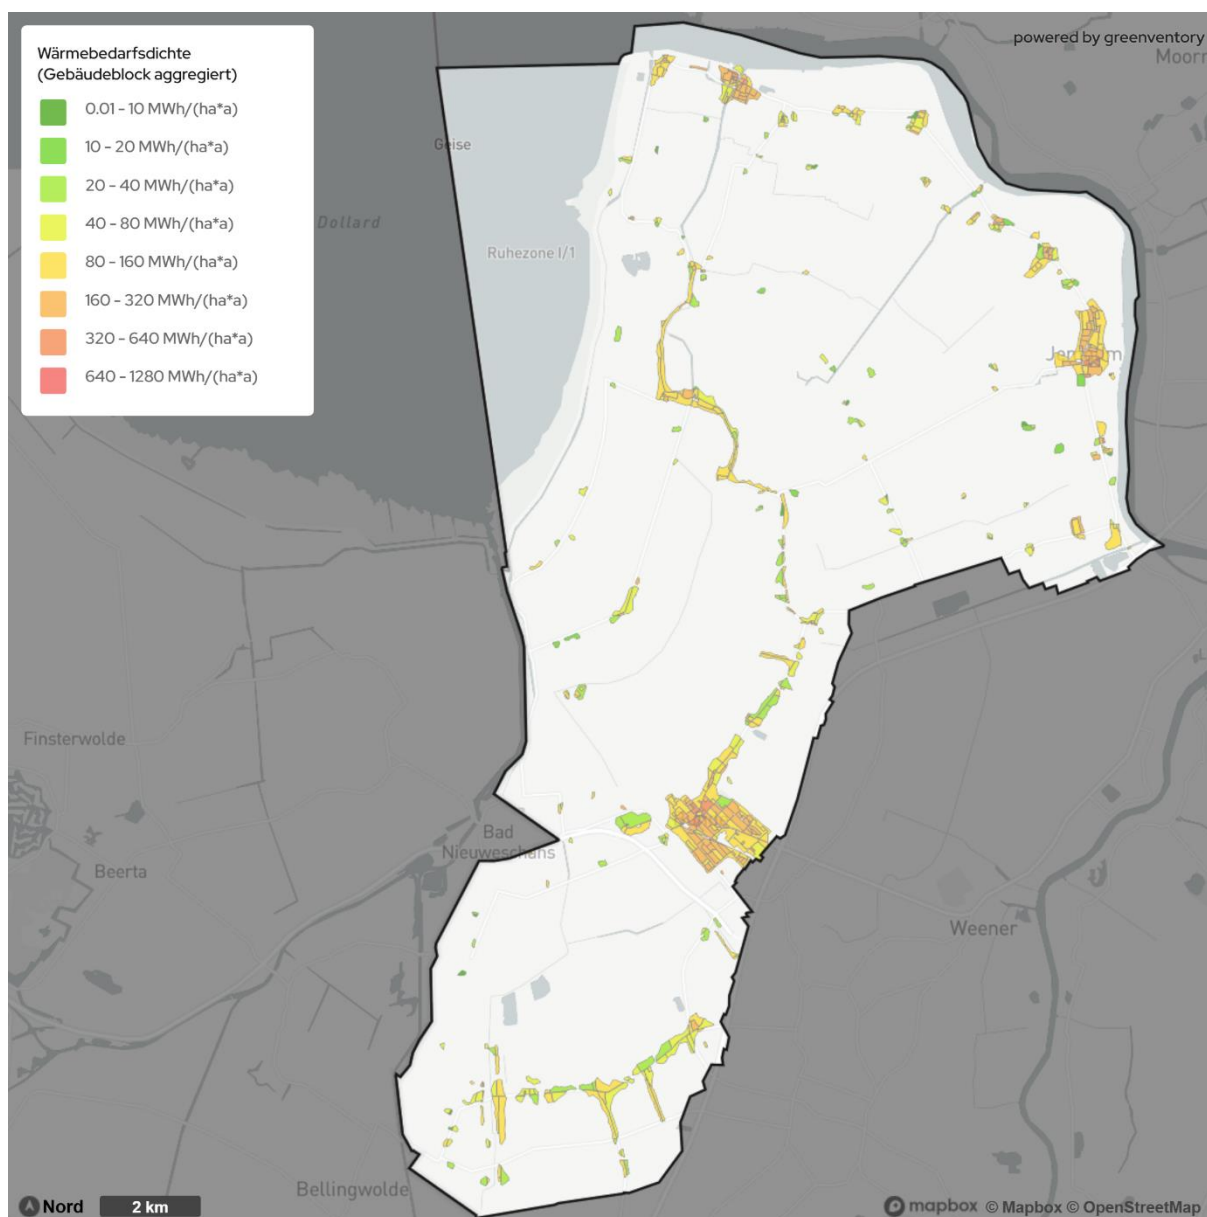 Wärmebedarfsdichte
(Gebäudeblock aggregiert)
0.01 - 10 MWh/(ha*a)
10 - 20 MWh/(ha*a)
20 - 40 MWh/(ha*a)
40 - 80 MWh/(ha*a)
80 - 160 MWh/(ha*a)
160 - 320 MWh/(ha*a)
320 - 640 MWh/(ha*a)
640 - 1280 MWh/(ha*a)
powered by greenventory
Geise
Dollard
Ruhezone I/1
Finsterwolde
Bad
Nieuweschans
Beerta
Weener
Bellingwolde
Nord
2 km
mapbox © Mapbox © OpenStreetMap